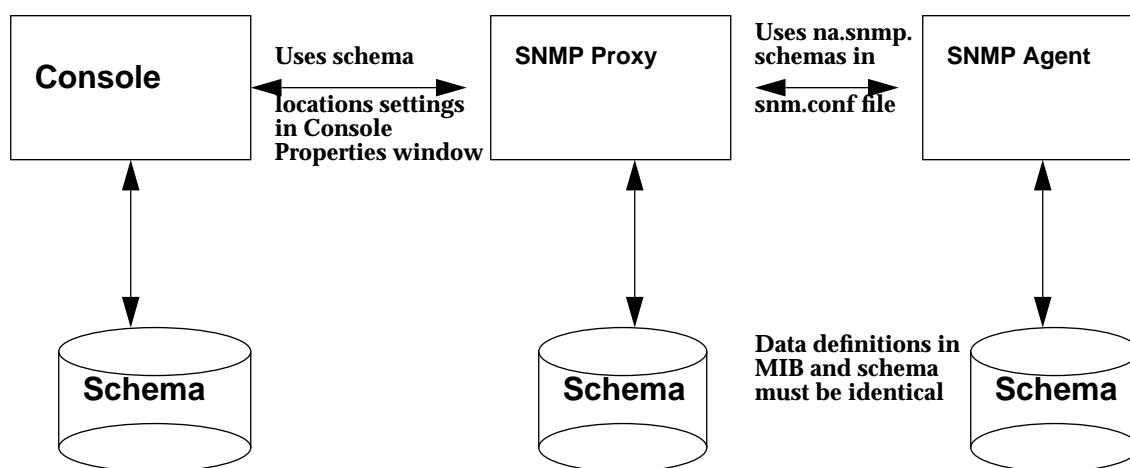 Console
Uses schema
locations settings
in Console
Properties window
SNMP Proxy
Uses na.snmp.
schemas in
snm.conf file
SNMP Agent
Schema
Schema
Data definitions in
MIB and schema
must be identical
Schema